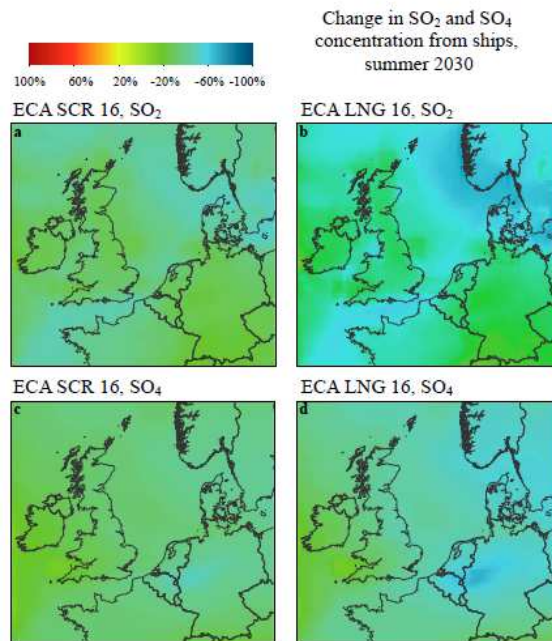 Change in SO₂ and SO₄
concentration from ships,
summer 2030
100% 60% 20% -20% -60% -100%
ECA SCR 16, SO₂
a
ECA LNG 16, SO₂
b
ECA SCR 16, SO₄
c
ECA LNG 16, SO₄
d